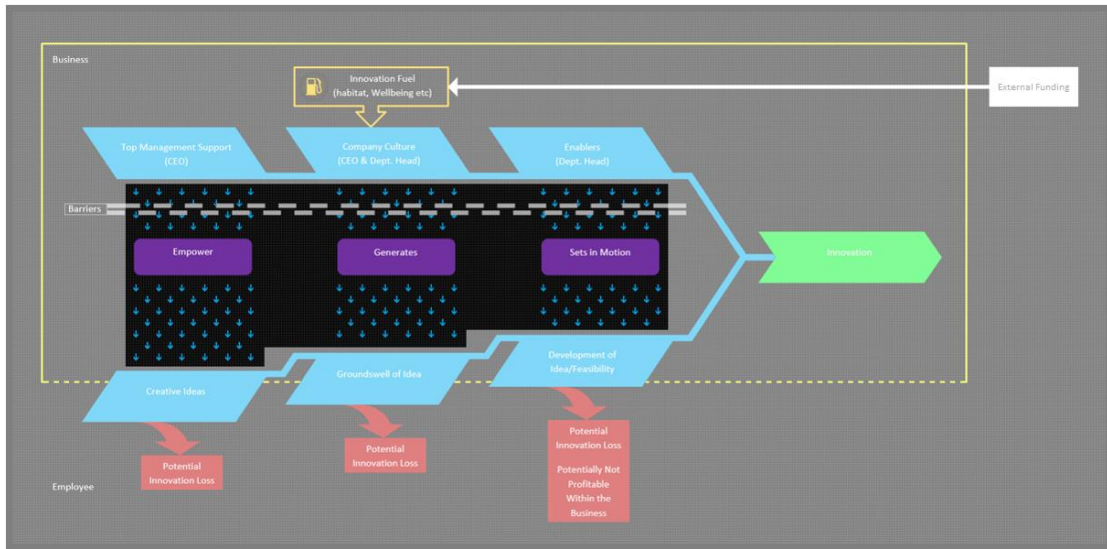 Business
Innovation Fuel
(habitat, Wellbeing etc)
External Funding
Top Management Support
(CEO)
Company Culture
(CEO & Dept. Head)
Enablers
(Dept. Head)
Barriers
Empower
Generates
Sets in Motion
Innovation
Creative Ideas
Groundswell of Idea
Development of
Idea/Feasibility
Potential
Innovation Loss
Potential
Innovation Loss
Potential
Innovation Loss
Potentially Not
Profitable
Within the
Business
Employee